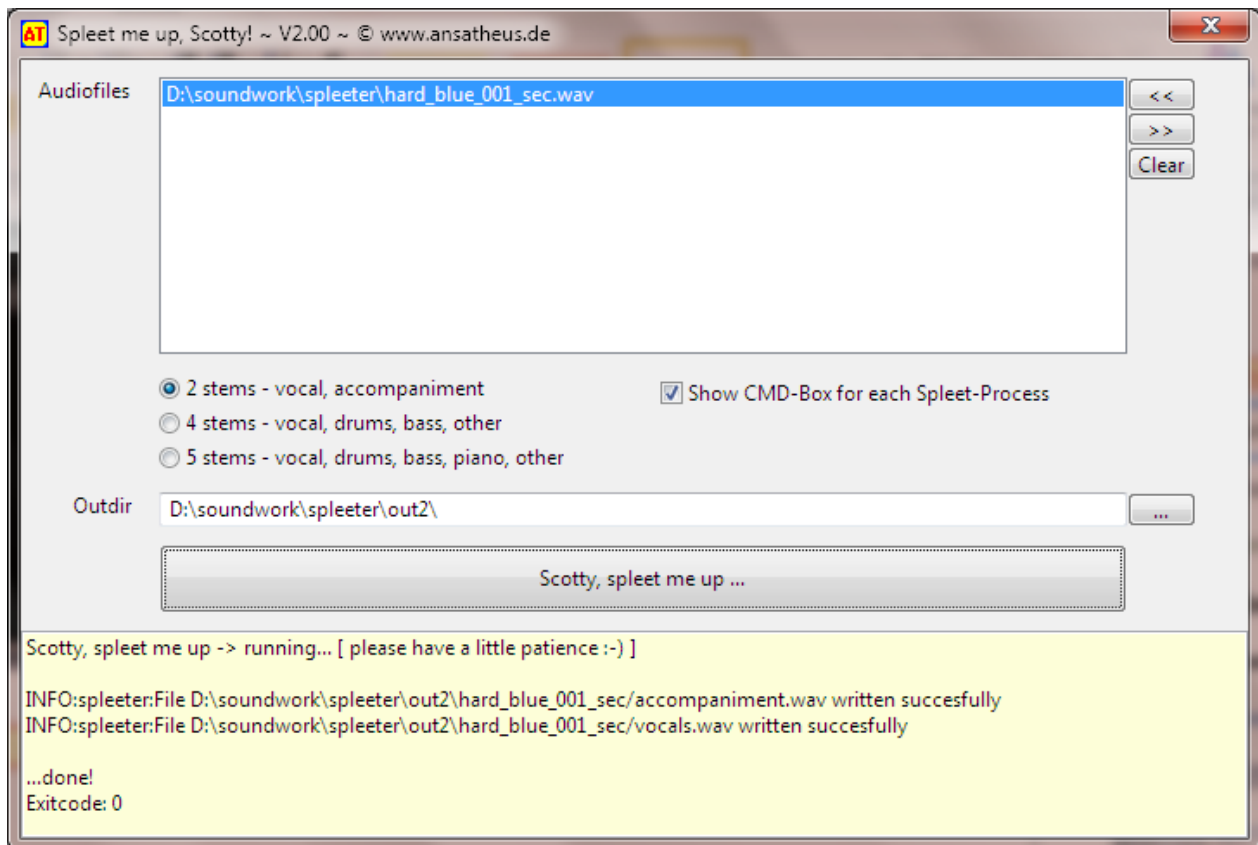 AT Spleet me up, Scotty! ~ V2.00 ~ © www.ansatheus.de
x
Audiofiles
D:\soundwork\spleeter\hard_blue_001_sec.wav
<<
>>
Clear
2 stems - vocal, accompaniment
Show CMD-Box for each Spleet-Process
4 stems - vocal, drums, bass, other
5 stems - vocal, drums, bass, piano, other
Outdir
D:\soundwork\spleeter\out2\
...
Scotty, spleet me up ...
Scotty, spleet me up -> running... [ please have a little patience :-) ]
INFO:spleeter:File D:\soundwork\spleeter\out2\hard_blue_001_sec/accompaniment.wav written succesfully
INFO:spleeter:File D:\soundwork\spleeter\out2\hard_blue_001_sec/vocals.wav written succesfully
...done!
Exitcode: 0